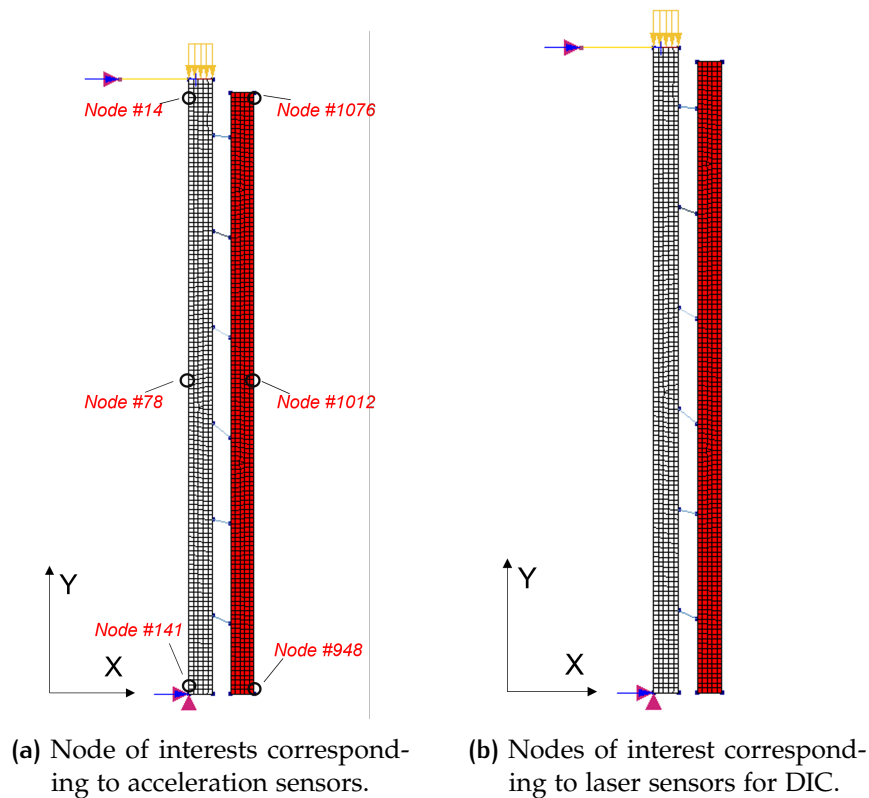 Node #14
Node #1076
Node #78
Node #1012
Y
Node #141
X
Node #948
Y
X
(a) Node of interests correspond-
ing to acceleration sensors.
(b) Nodes of interest correspond-
ing to laser sensors for DIC.